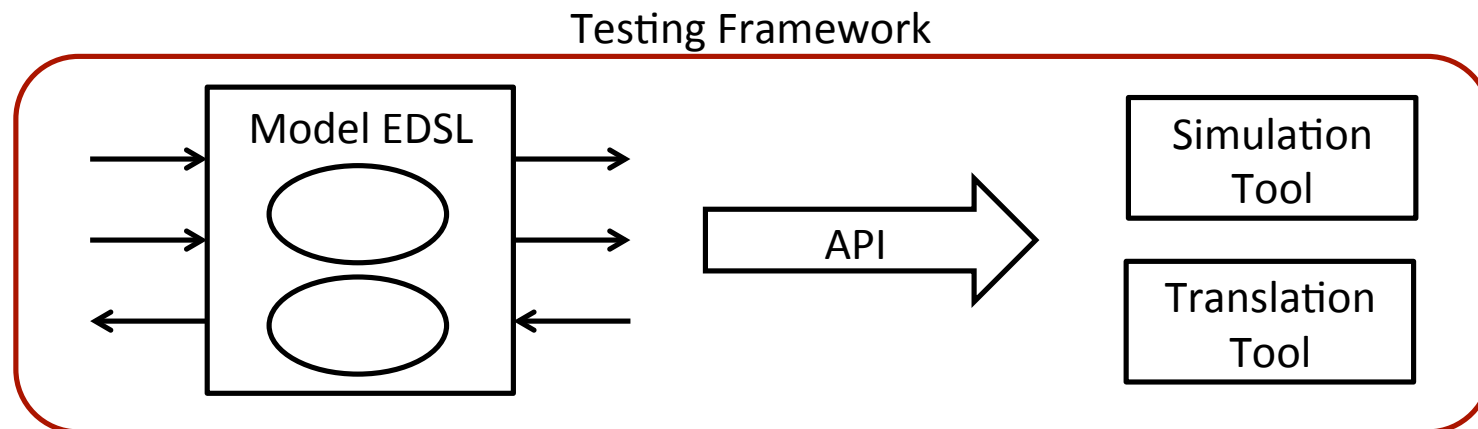 Testing Framework
Model EDSL
API
Simulation
Tool
Translation
Tool